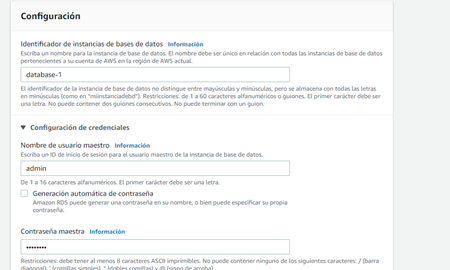 Configuración
Identificador de instancias de bases de datos Información
Escriba un nombre para la instancia de base de datos. El nombre debe ser único en relación con todas las instancias de base de datos
pertenecientes a su cuenta de AWS en la región de AWS actual.
database-1
El identificador de la instancia de base de datos no distingue entre mayúsculas y minúsculas, pero se almacena con todas las letras
en minúsculas (como en "miinstanciadebd"). Restricciones: de 1 a 60 caracteres alfanuméricos o guiones. El primer carácter debe ser
una letra. No puede contener dos guiones consecutivos. No puede terminar con un guion.
Configuración de credenciales
Nombre de usuario maestro Información
Escriba un ID de inicio de sesión para el usuario maestro de la instancia de base de datos.
admin
De 1 a 16 caracteres alfanuméricos. El primer carácter debe ser una letra.
Generación automática de contraseña
Amazon RDS puede generar una contraseña en su nombre, o bien puede especificar su propia
contraseña.
Contraseña maestra Información
••••••••
Restricciones: debe tener al menos 8 caracteres ASCII imprimibles. No puede contener ninguno de los siguientes caracteres: / (barra
diagonal), ' (comillas simples), " (dobles comillas) y @ (signo de arroba).